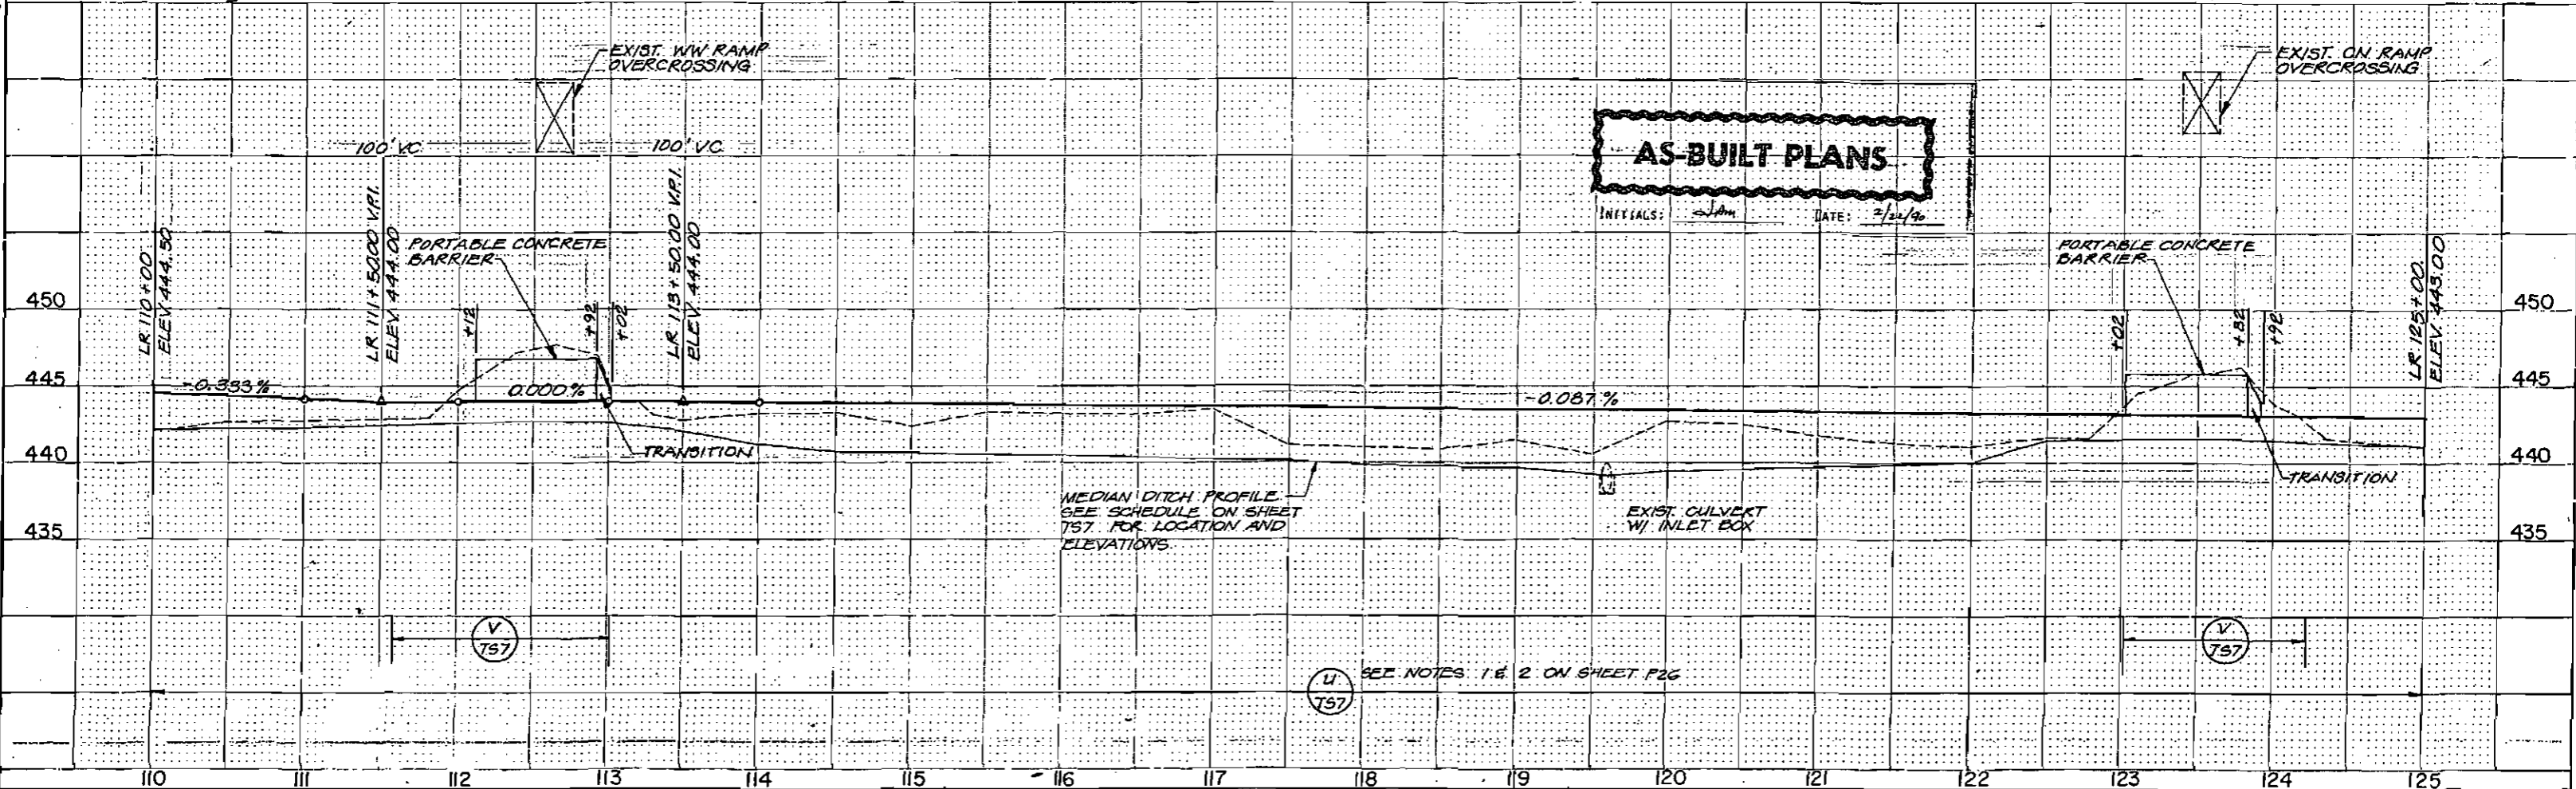 EXIST. WW RAMP
OVERCROSSING
EXIST. ON RAMP
OVERCROSSING
100' VC
100' VC
AS-BUILT PLANS
INITIALS:
DATE: 2/22/90
LR 110+00
ELEV. 444.50
LR 111+50.00 V.P.I.
ELEV. 444.00
PORTABLE CONCRETE
BARRIER
+12
+92
+02
LR 113+50.00 V.P.I.
ELEV. 444.00
PORTABLE CONCRETE
BARRIER
+02
+82
+92
LR 125+00.
ELEV. 443.00
450
450
445
-0.333%
0.000%
-0.087%
445
440
TRANSITION
TRANSITION
440
MEDIAN DITCH PROFILE
SEE SCHEDULE ON SHEET
TS7 FOR LOCATION AND
ELEVATIONS.
EXIST. CULVERT
W/ INLET BOX
435
435
V
TS7
V
TS7
U
TS7
SEE NOTES 1 & 2 ON SHEET P26
110 111 112 113 114 115 116 117 118 119 120 121 122 123 124 125